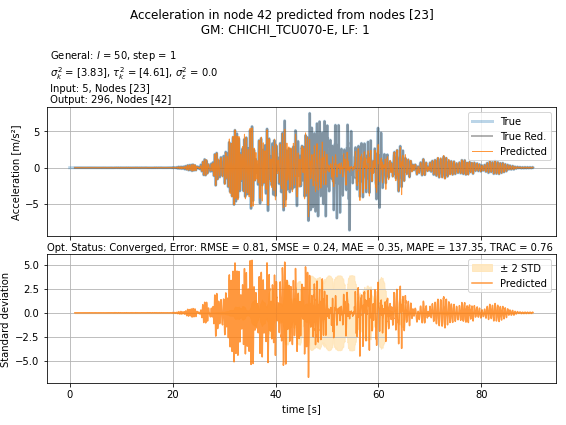 Acceleration in node 42 predicted from nodes [23]
GM: CHICHI_TCU070-E, LF: 1
General: l = 50, step = 1
σ²ₖ = [3.83], τ²ₖ = [4.61], σ²ε = 0.0
Input: 5, Nodes [23]
Output: 296, Nodes [42]
Acceleration [m/s²]
5
0
−5
True
True Red.
Predicted
Opt. Status: Converged, Error: RMSE = 0.81, SMSE = 0.24, MAE = 0.35, MAPE = 137.35, TRAC = 0.76
Standard deviation
5.0
2.5
0.0
−2.5
−5.0
± 2 STD
Predicted
0 20 40 60 80
time [s]